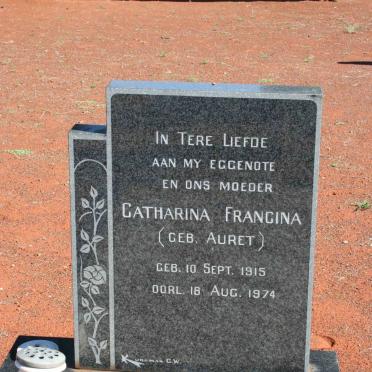 IN TERE LIEFDE
AAN MY EGGENOTE
EN ONS MOEDER
CATHARINA FRANCINA
(GEB. AURET)
GEB. 10 SEPT. 1915
OORL. 18 AUG. 1974
G.W.